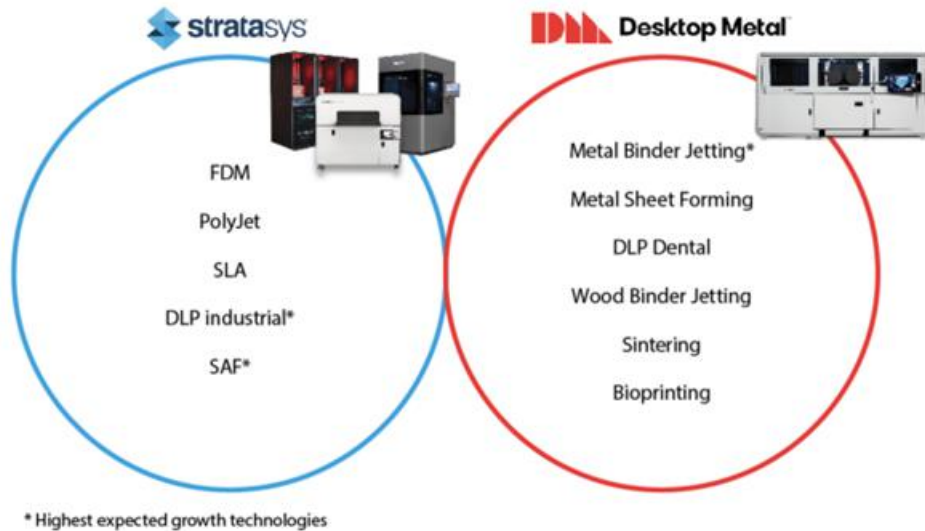 stratasys
FDM
PolyJet
SLA
DLP industrial*
SAF*
Desktop Metal
Metal Binder Jetting*
Metal Sheet Forming
DLP Dental
Wood Binder Jetting
Sintering
Bioprinting
* Highest expected growth technologies